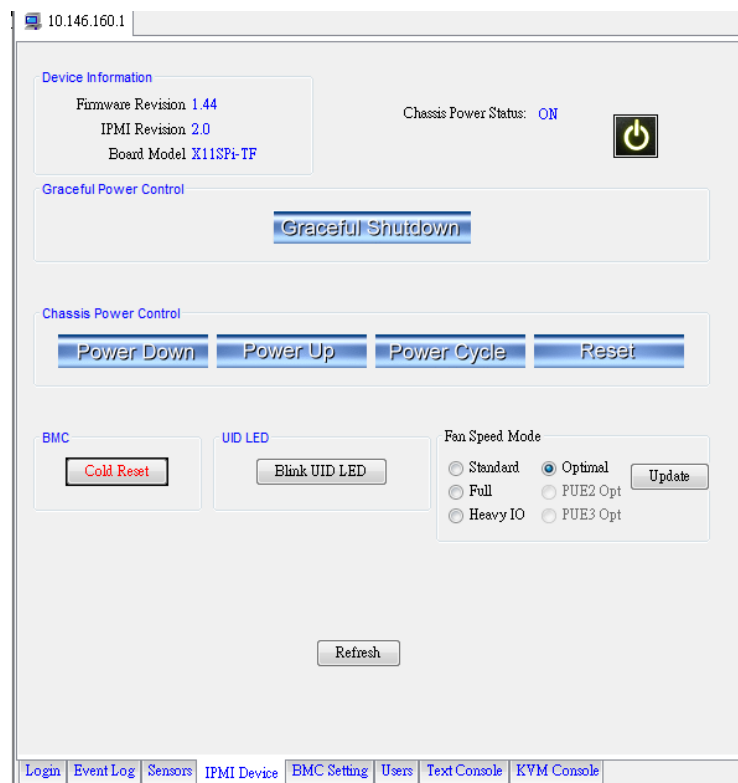 10.146.160.1
Device Information
Firmware Revision 1.44
IPMI Revision 2.0
Board Model X11SPi-TF
Chassis Power Status: ON
Graceful Power Control
Graceful Shutdown
Chassis Power Control
Power Down Power Up Power Cycle Reset
BMC
Cold Reset
UID LED
Blink UID LED
Fan Speed Mode
Standard Optimal
Full PUE2 Opt
Heavy IO PUE3 Opt
Update
Refresh
Login Event Log Sensors IPMI Device BMC Setting Users Text Console KVM Console